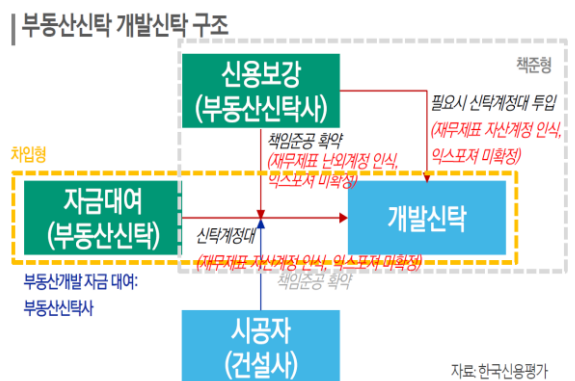 부동산신탁 개발신탁 구조
책준형
신용보강
(부동산신탁사)
필요시 신탁계정대 투입
(재무제표 자산계정 인식,
익스포져 미확정)
책임준공 확약
(재무제표 난외계정 인식,
익스포져 미확정)
차입형
자금대여
(부동산신탁)
개발신탁
신탁계정대
(재무제표 자산계정 인식, 익스포져 미확정)
책임준공 확약
부동산개발 자금 대여:
부동산신탁사
시공자
(건설사)
자료: 한국신용평가